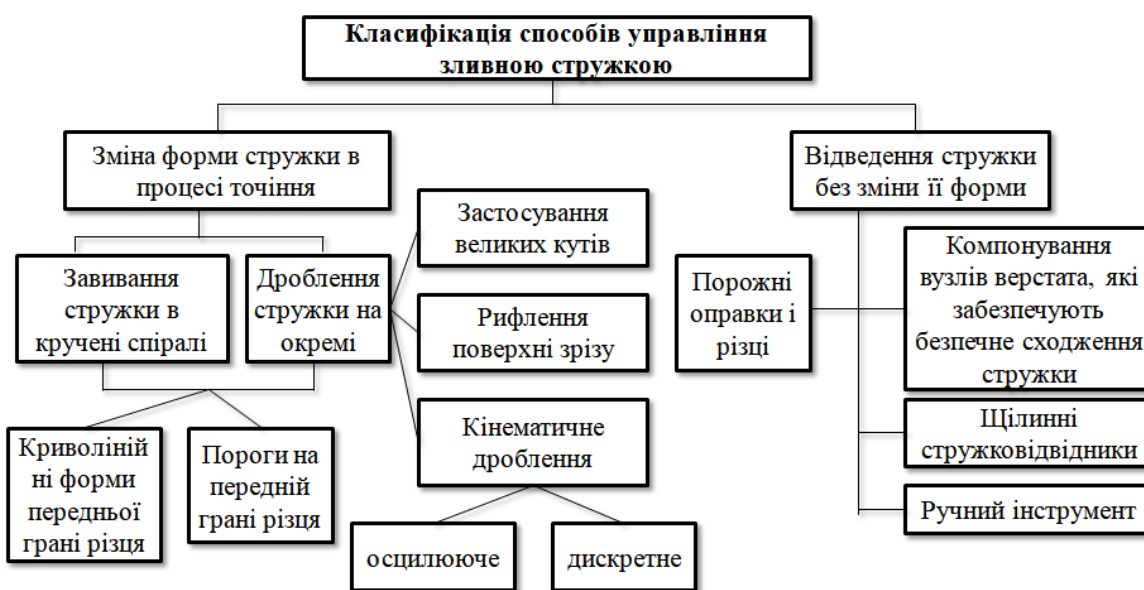 Класифікація способів управління
зливною стружкою
Зміна форми стружки в
процесі точіння
Відведення стружки
без зміни її форми
Завивання
стружки в
кручені спіралі
Дроблення
стружки на
окремі
Застосування
великих кутів
Рифлення
поверхні зрізу
Кінематичне
дроблення
Криволіній
ні форми
передньої
грані різця
Пороги на
передній
грані різця
осцилююче
дискретне
Порожні
оправки і
різці
Компонування
вузлів верстата, які
забезпечують
безпечне сходження
стружки
Щілинні
стружковідвідники
Ручний інструмент